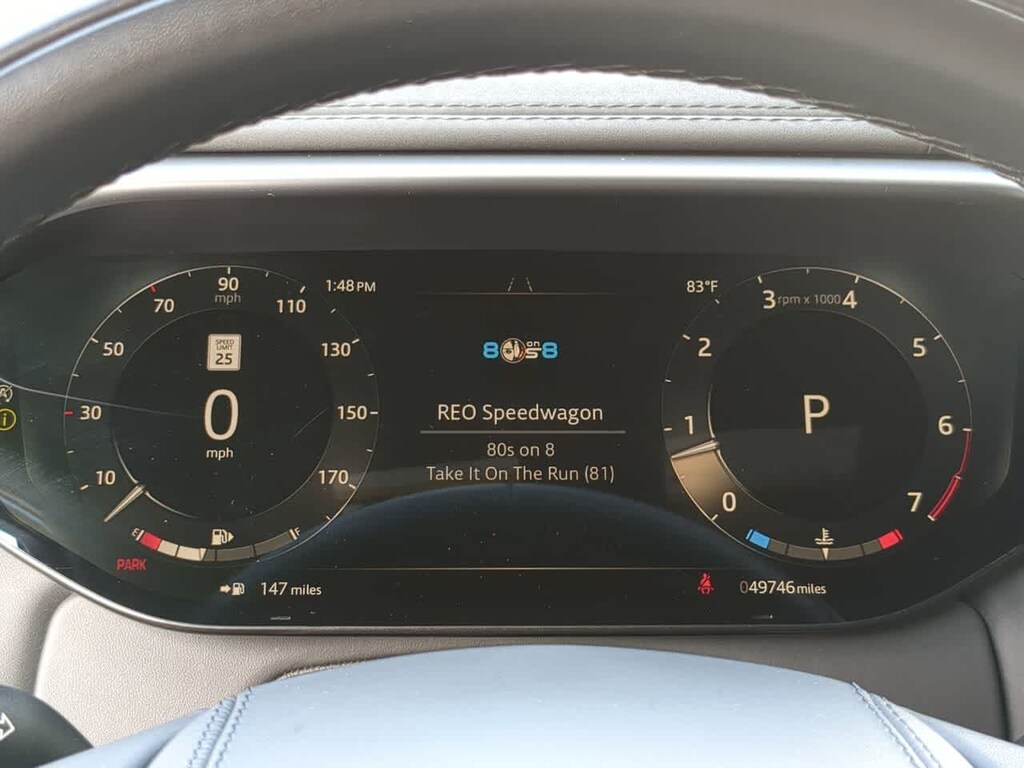 90
mph
70
110
50
130
30
150
10
170
SPEED
LIMIT
25
0
mph
E
F
PARK
147 miles
1:48 PM
83°F
80s on 8
REO Speedwagon
80s on 8
Take It On The Run (81)
3 rpm x 1000 4
2
5
1
6
0
7
P
049746 miles